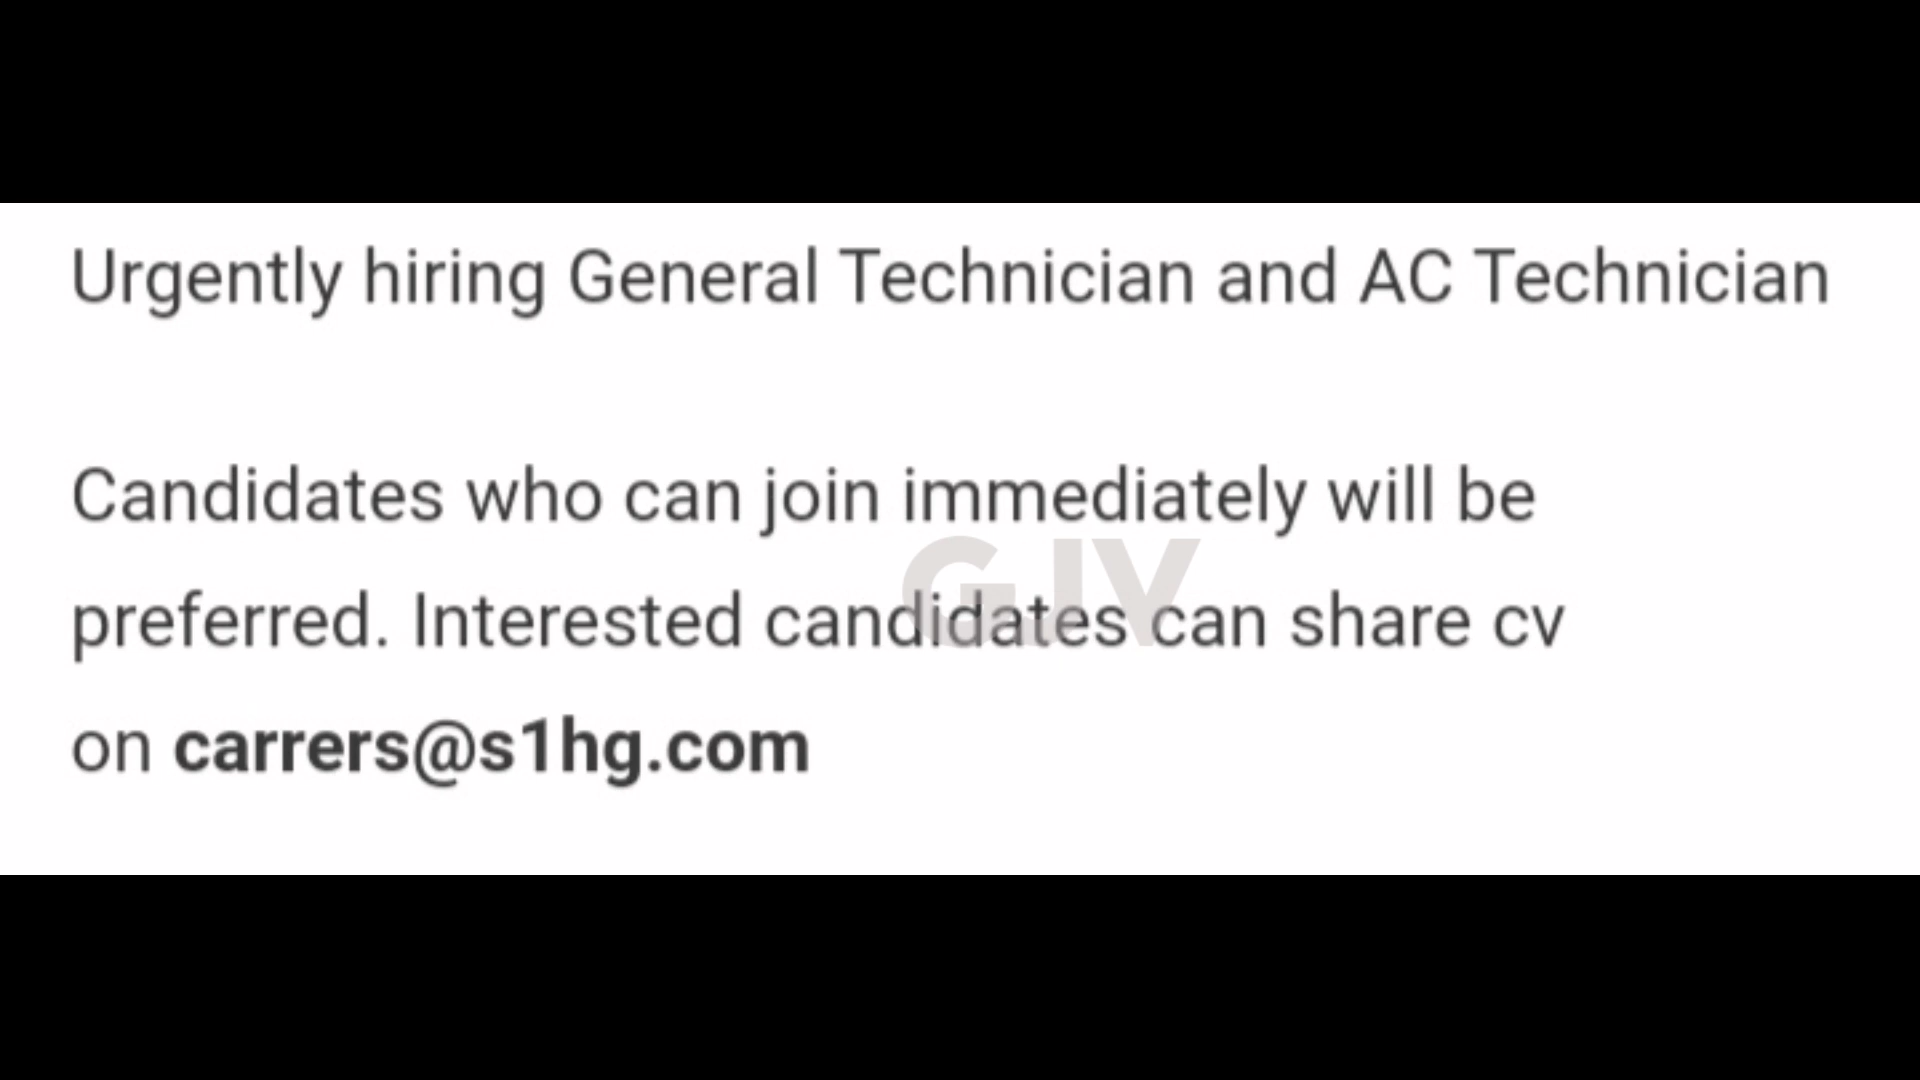 Urgently hiring General Technician and AC Technician
Candidates who can join immediately will be
preferred. Interested candidates can share cv
on carrers@s1hg.com
GJV